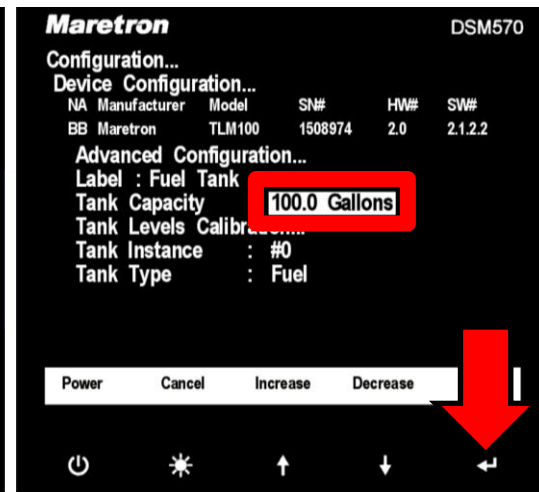 Maretron DSM570
Configuration...
Device Configuration...
NA Manufacturer Model SN# HW# SW#
BB Maretron TLM100 1508974 2.0 2.1.2.2
Advanced Configuration...
Label : Fuel Tank
Tank Capacity 100.0 Gallons
Tank Levels Calibration...
Tank Instance : #0
Tank Type : Fuel
Power Cancel Increase Decrease